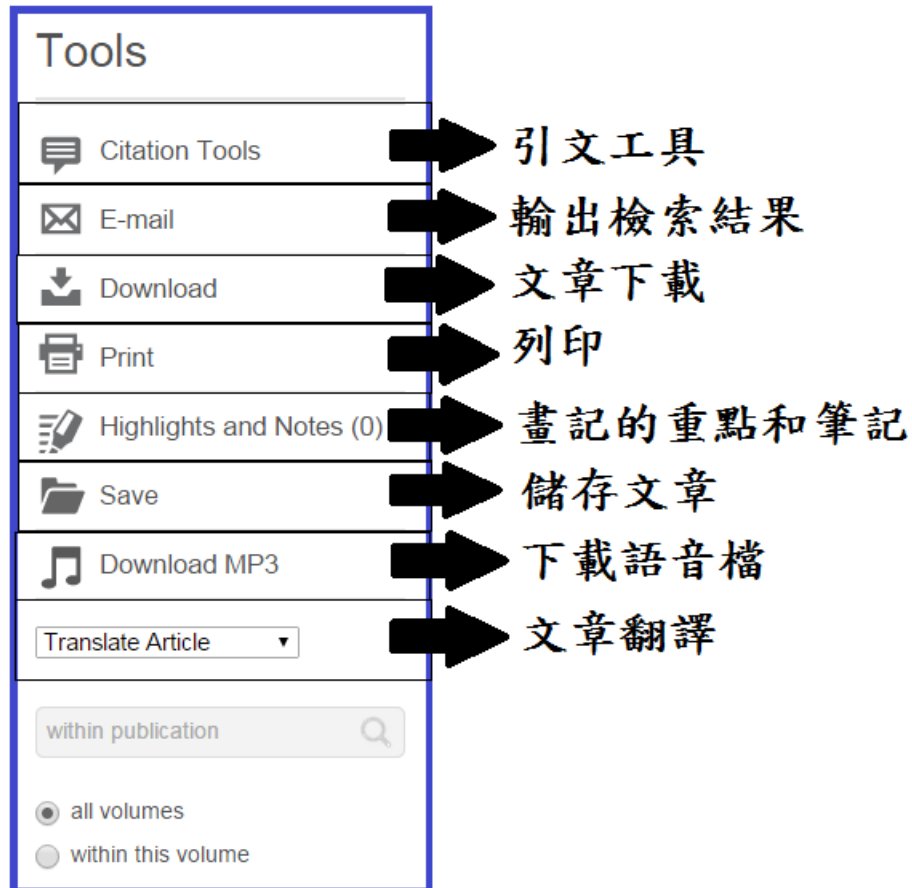 Tools
Citation Tools 引文工具
E-mail 輸出檢索結果
Download 文章下載
Print 列印
Highlights and Notes (0) 畫記的重點和筆記
Save 儲存文章
Download MP3 下載語音檔
Translate Article 文章翻譯
within publication
all volumes
within this volume